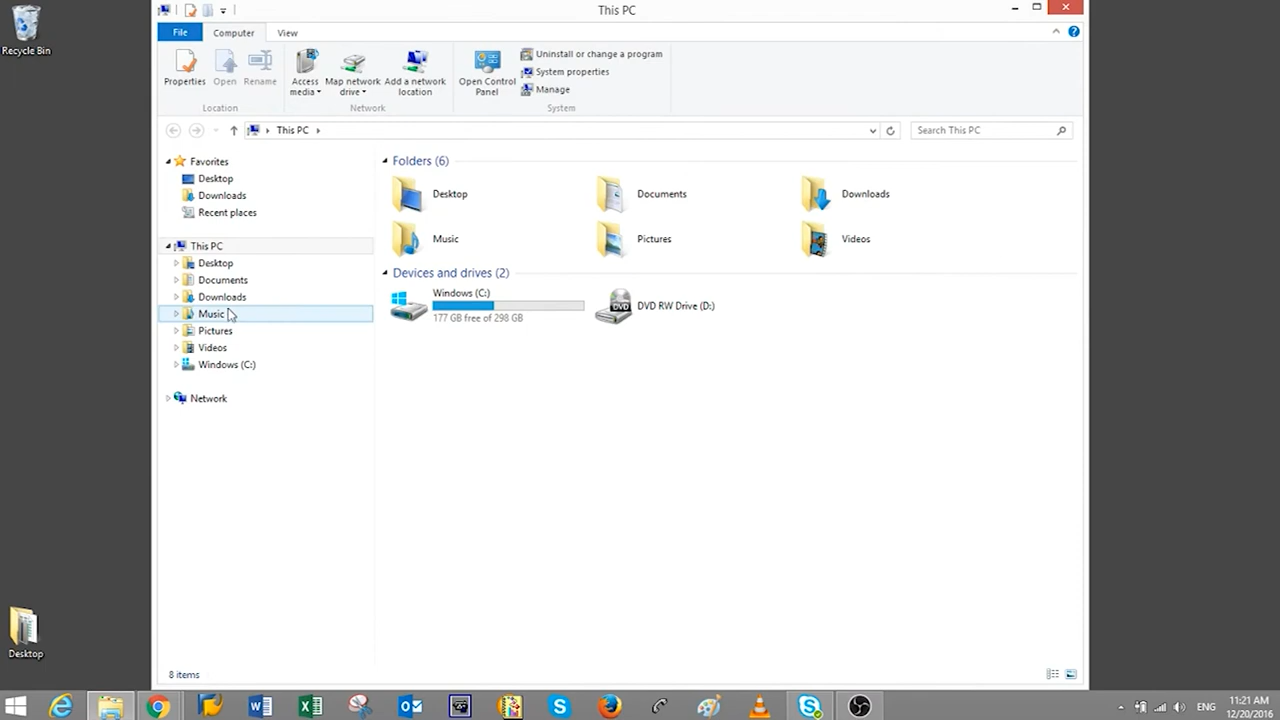 This PC
File Computer View
Properties Open Rename
Access media
Map network drive
Add a network location
Open Control Panel
Uninstall or change a program
System properties
Manage
Location Network System
This PC
Search This PC
Favorites
Desktop
Downloads
Recent places
This PC
Desktop
Documents
Downloads
Music
Pictures
Videos
Windows (C:)
Network
Folders (6)
Desktop Documents Downloads
Music Pictures Videos
Devices and drives (2)
Windows (C:)
177 GB free of 298 GB
DVD
DVD RW Drive (D:)
8 items
Recycle Bin
Desktop
ENG
11:21 AM
12/20/2016